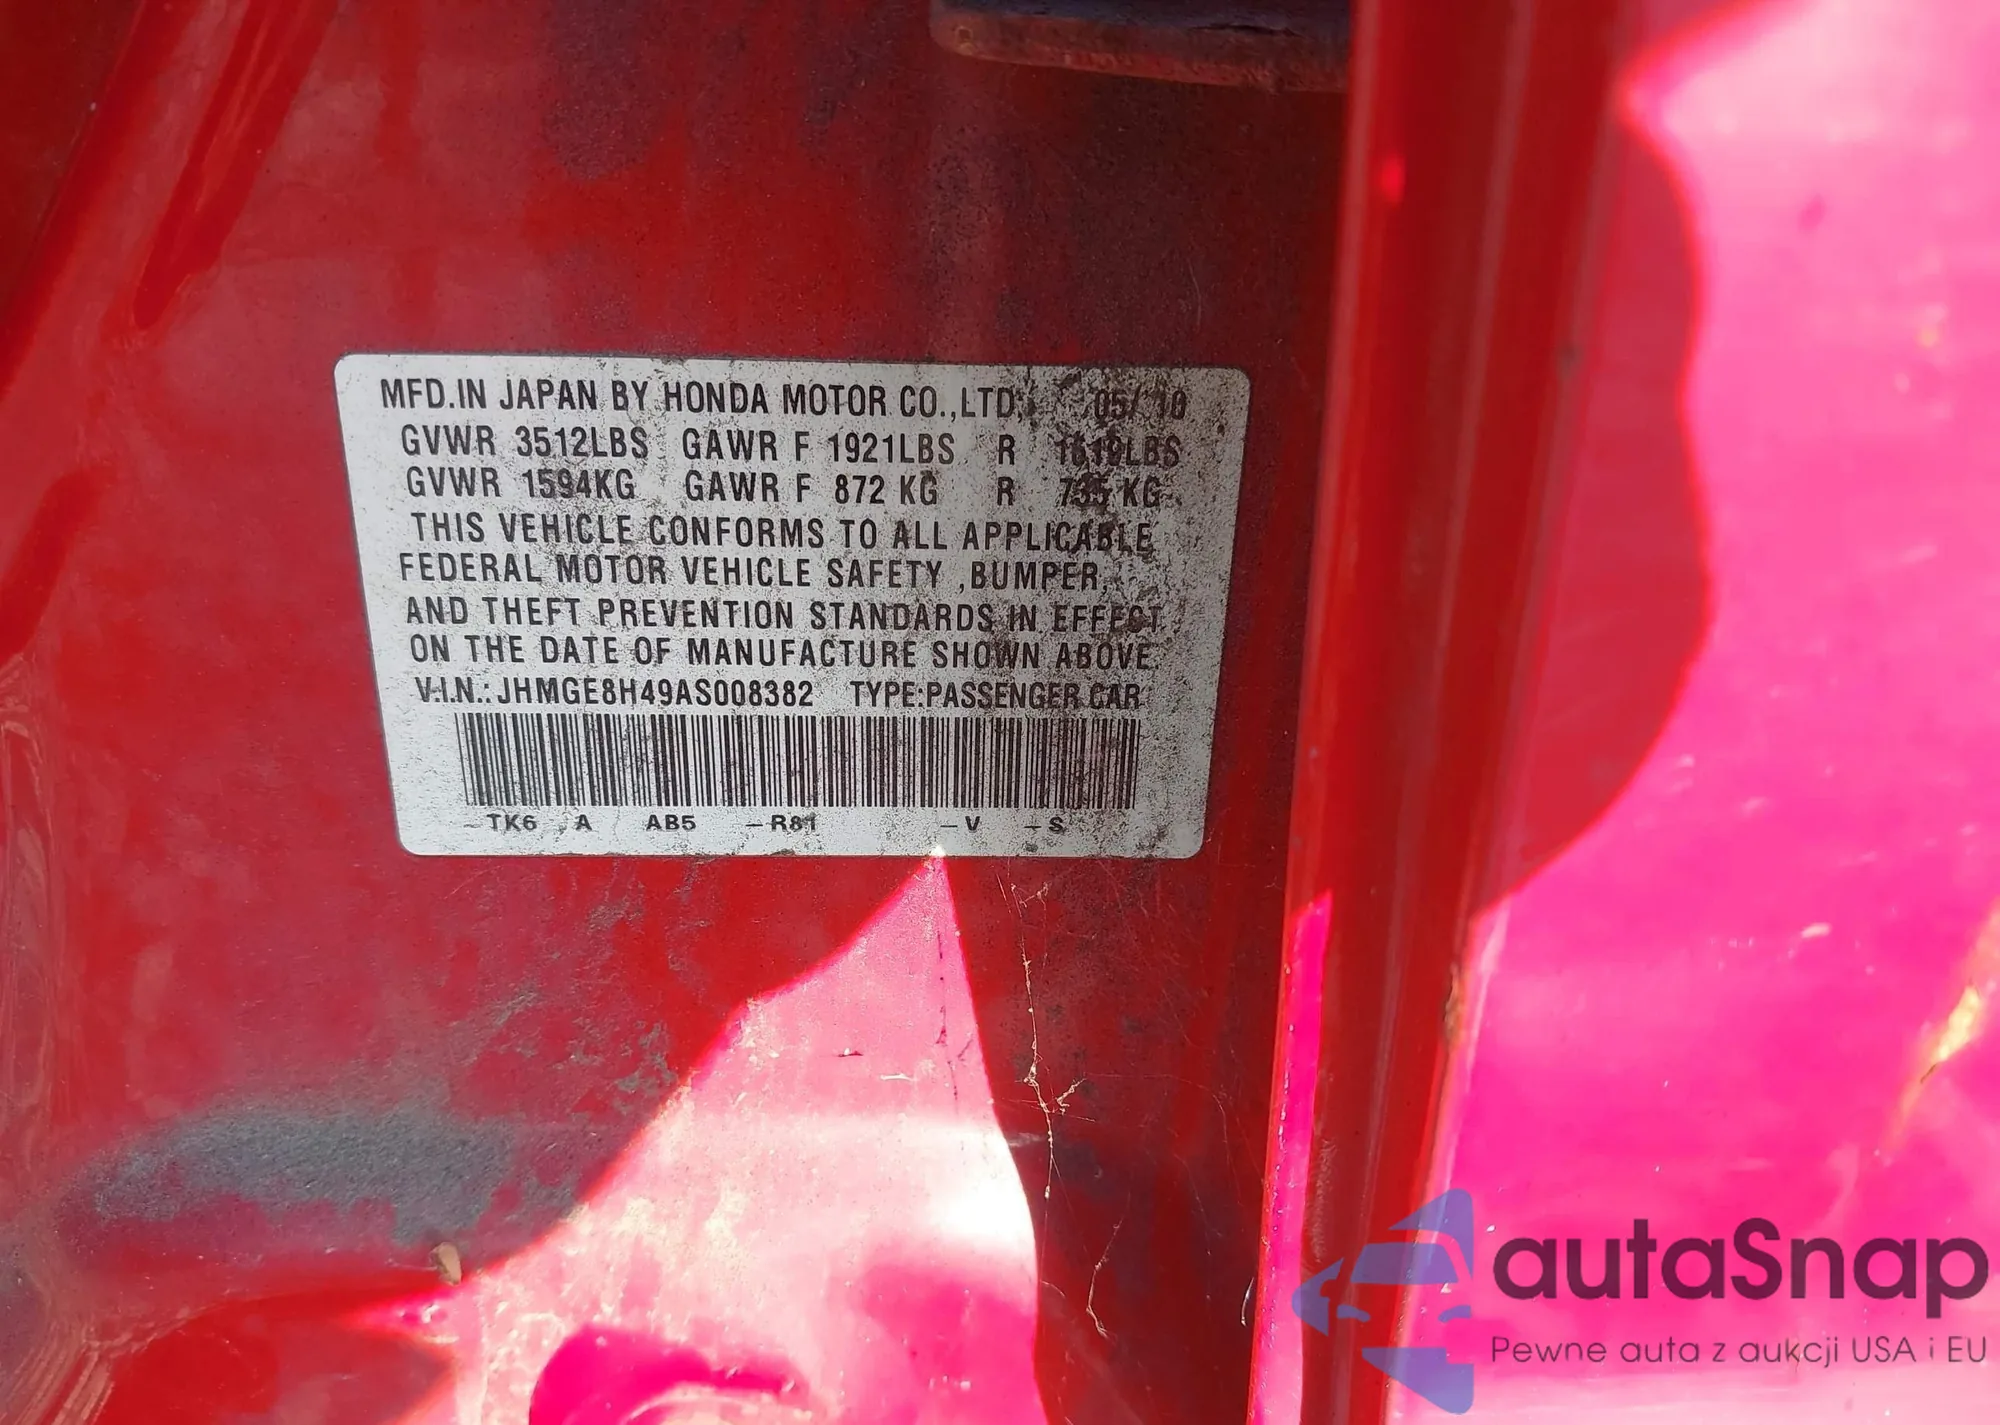 MFD.IN JAPAN BY HONDA MOTOR CO.,LTD. 05/10
GVWR 3512LBS GAWR F 1921LBS R 1619LBS
GVWR 1594KG GAWR F 872 KG R 735 KG
THIS VEHICLE CONFORMS TO ALL APPLICABLE
FEDERAL MOTOR VEHICLE SAFETY ,BUMPER,
AND THEFT PREVENTION STANDARDS IN EFFECT
ON THE DATE OF MANUFACTURE SHOWN ABOVE.
V.I.N.: JHMGE8H49AS008382 TYPE:PASSENGER CAR
-TK6 A AB5 -R81 -V -S
autaSnap
Pewne auta z aukcji USA i EU